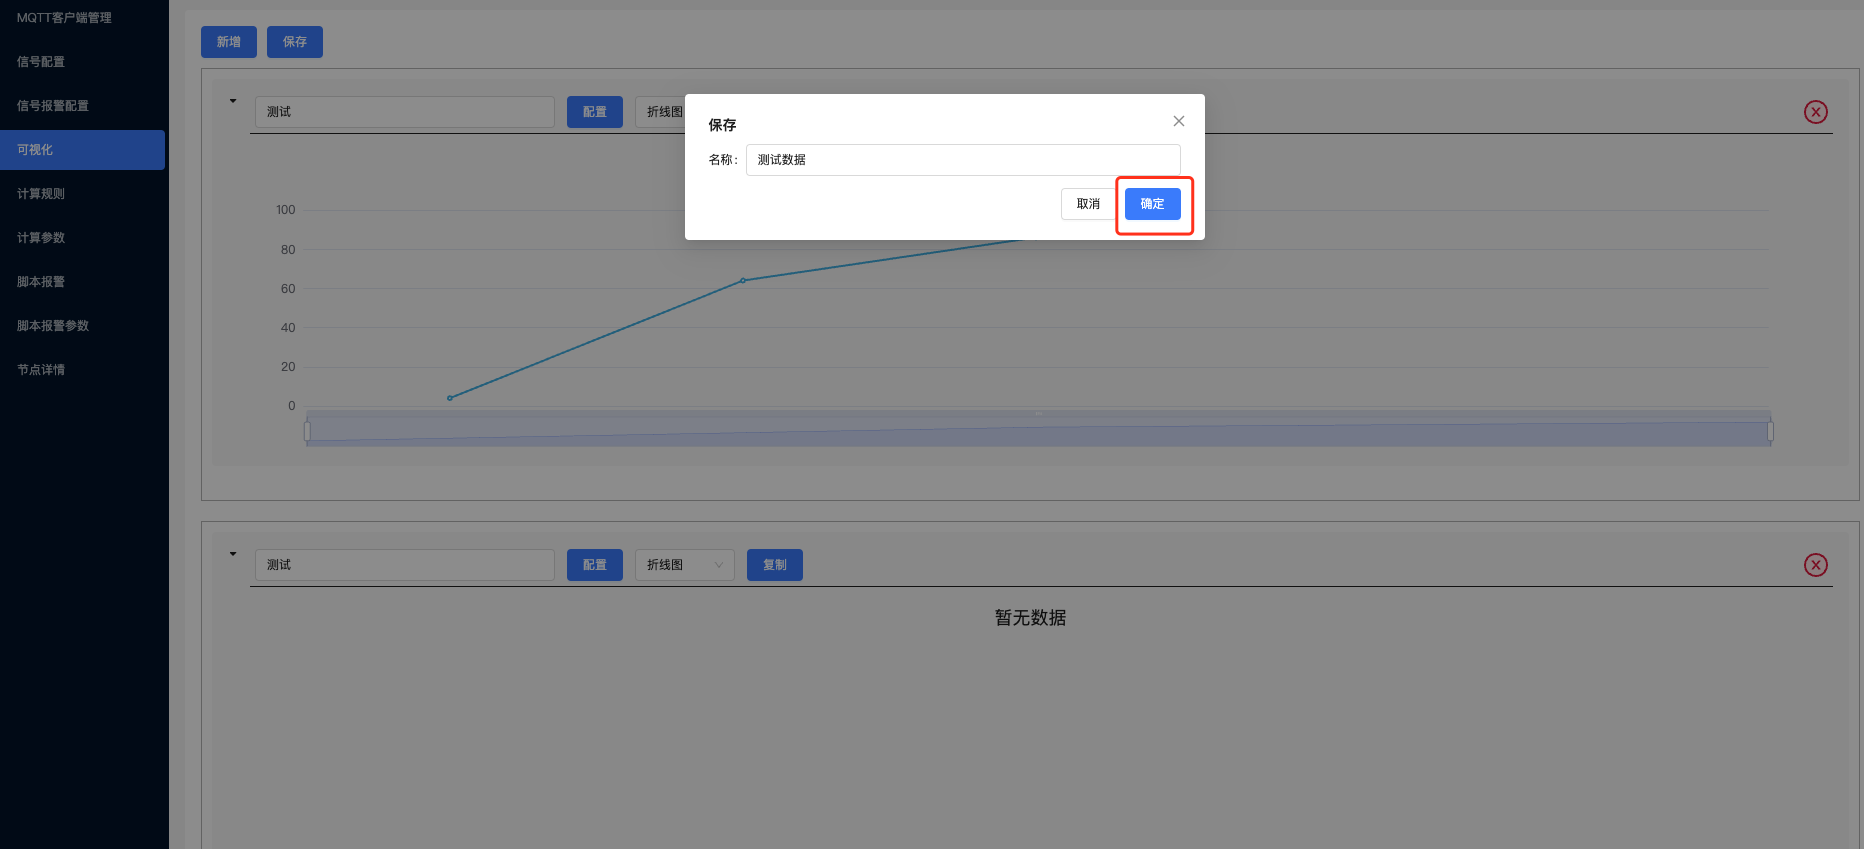 MQTT客户端管理
信号配置
信号报警配置
可视化
计算规则
计算参数
脚本报警
脚本报警参数
节点详情
新增 保存
测试 配置 折线图
保存
名称: 测试数据
取消 确定
100
80
60
40
20
0
测试 配置 折线图 复制
暂无数据